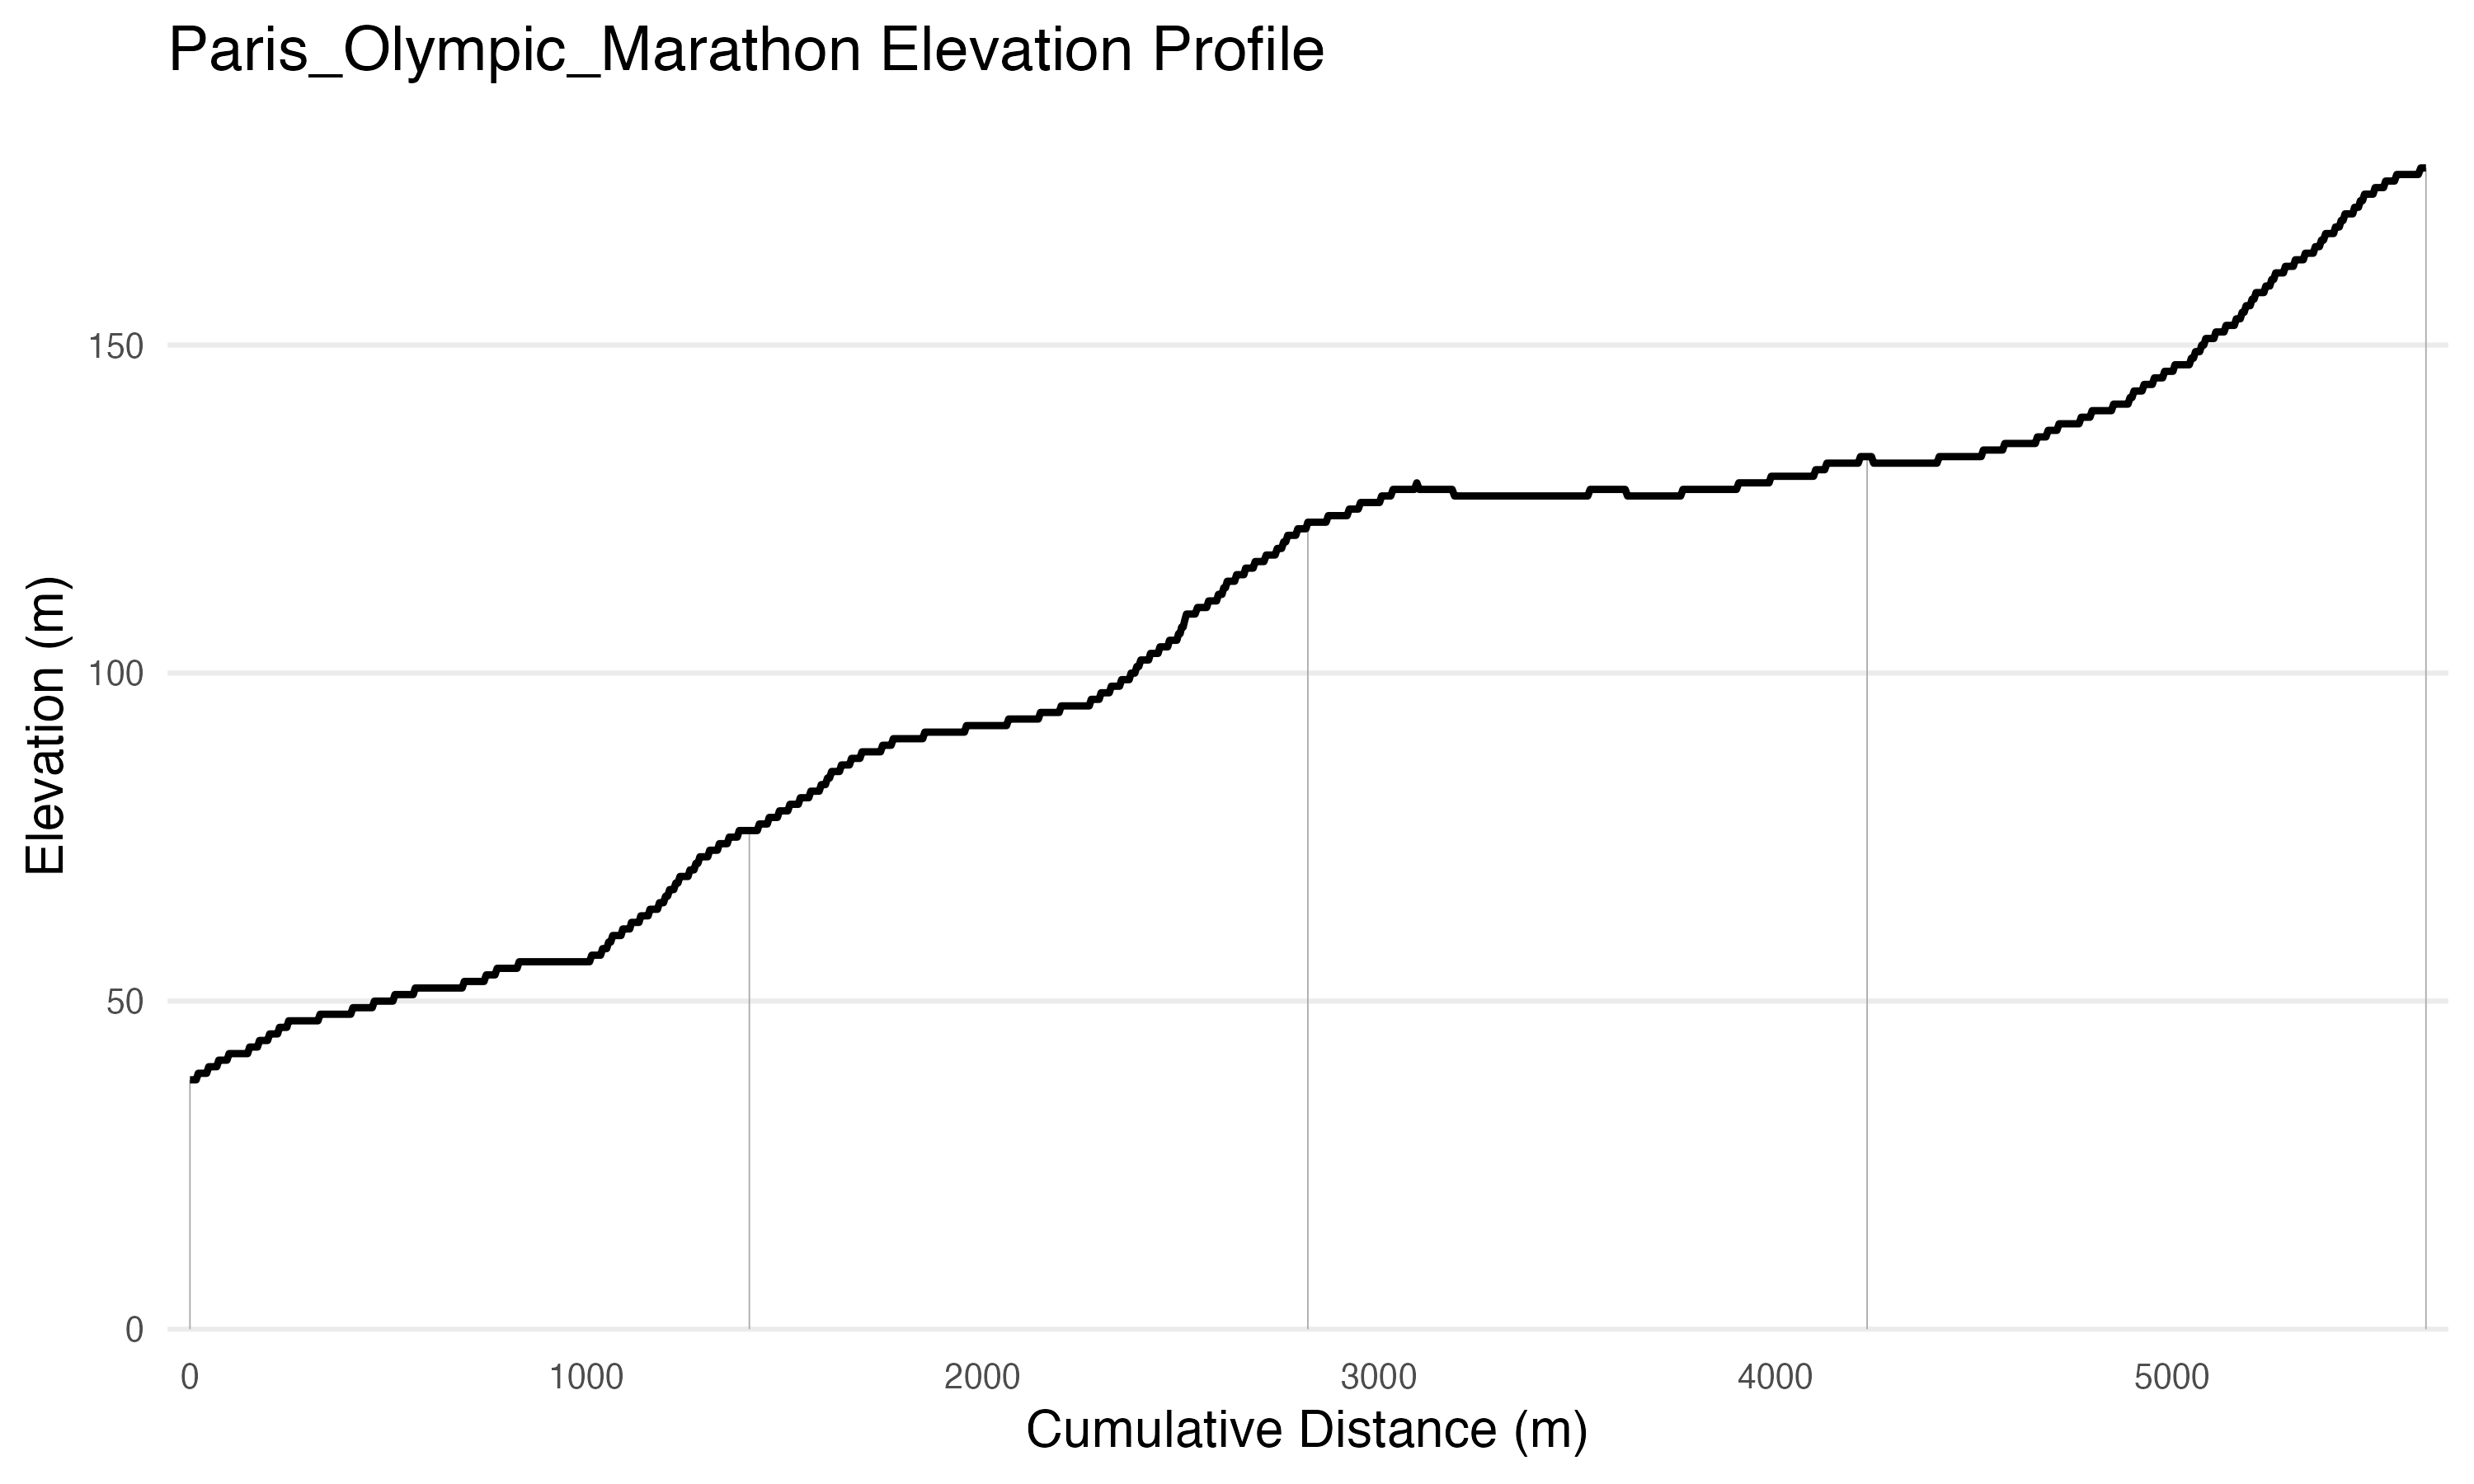 Paris_Olympic_Marathon Elevation Profile
Elevation (m)
150
100
50
0
0 1000 2000 3000 4000 5000
Cumulative Distance (m)